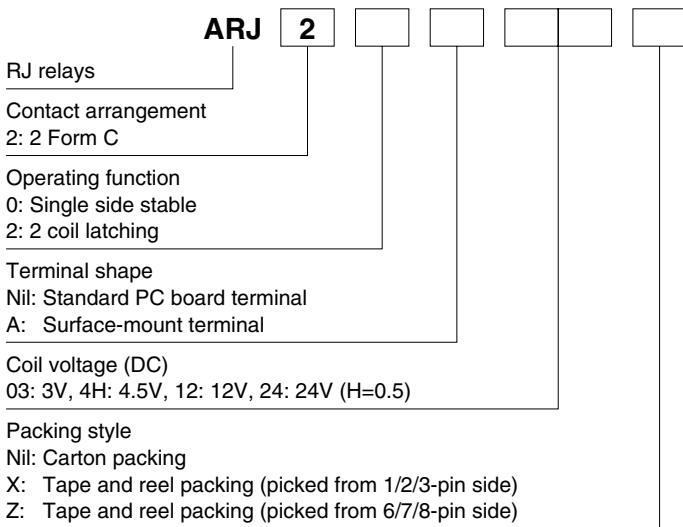 ARJ 2
RJ relays
Contact arrangement
2: 2 Form C
Operating function
0: Single side stable
2: 2 coil latching
Terminal shape
Nil: Standard PC board terminal
A: Surface-mount terminal
Coil voltage (DC)
03: 3V, 4H: 4.5V, 12: 12V, 24: 24V (H=0.5)
Packing style
Nil: Carton packing
X: Tape and reel packing (picked from 1/2/3-pin side)
Z: Tape and reel packing (picked from 6/7/8-pin side)